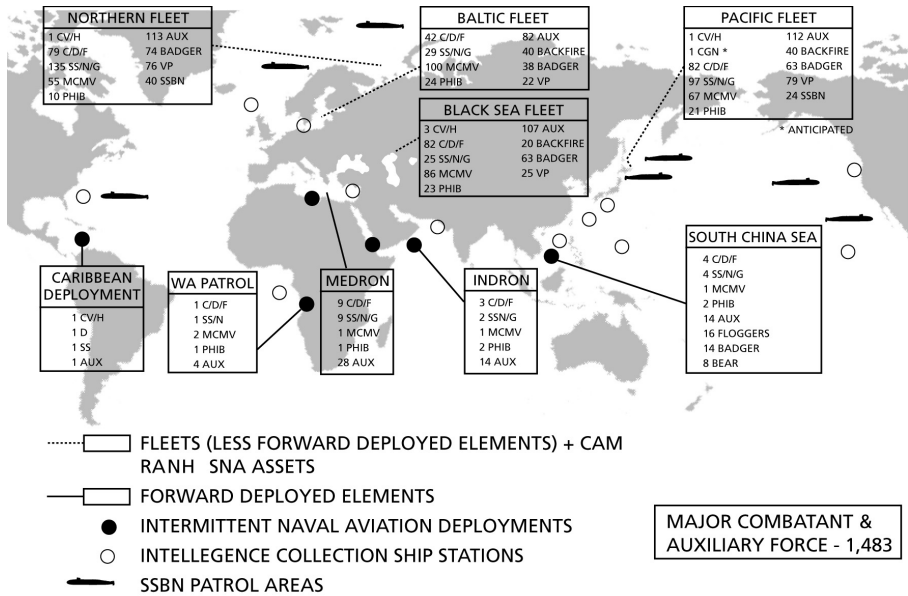 NORTHERN FLEET
1 CV/H 113 AUX
79 C/D/F 74 BADGER
135 SS/N/G 76 VP
55 MCMV 40 SSBN
10 PHIB
BALTIC FLEET
42 C/D/F 82 AUX
29 SS/N/G 40 BACKFIRE
100 MCMV 38 BADGER
24 PHIB 22 VP
PACIFIC FLEET
1 CV/H 112 AUX
1 CGN * 40 BACKFIRE
82 C/D/F 63 BADGER
97 SS/N/G 79 VP
67 MCMV 24 SSBN
21 PHIB
* ANTICIPATED
BLACK SEA FLEET
3 CV/H 107 AUX
82 C/D/F 20 BACKFIRE
25 SS/N/G 63 BADGER
86 MCMV 25 VP
23 PHIB
CARIBBEAN
DEPLOYMENT
1 CV/H
1 D
1 SS
1 AUX
WA PATROL
1 C/D/F
1 SS/N
2 MCMV
1 PHIB
4 AUX
MEDRON
9 C/D/F
9 SS/N/G
1 MCMV
1 PHIB
28 AUX
INDRON
3 C/D/F
2 SSN/G
1 MCMV
2 PHIB
14 AUX
SOUTH CHINA SEA
4 C/D/F
4 SS/N/G
1 MCMV
2 PHIB
14 AUX
16 FLOGGERS
14 BADGER
8 BEAR
FLEETS (LESS FORWARD DEPLOYED ELEMENTS) + CAM
RANH SNA ASSETS
FORWARD DEPLOYED ELEMENTS
INTERMITTENT NAVAL AVIATION DEPLOYMENTS
INTELLEGENCE COLLECTION SHIP STATIONS
SSBN PATROL AREAS
MAJOR COMBATANT &
AUXILIARY FORCE - 1,483